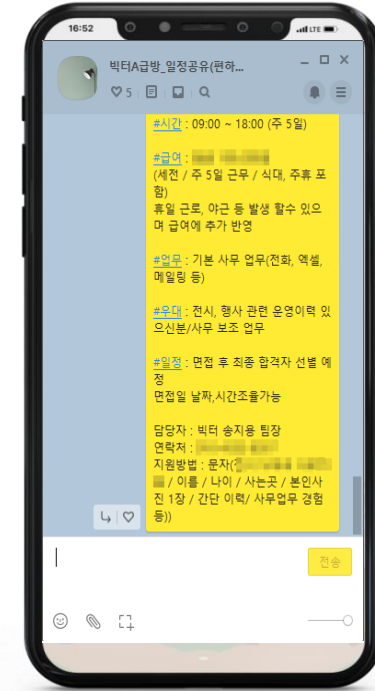 16:52
LTE
빅터A급방_일정공유(편하...
5
#시간 : 09:00 ~ 18:00 (주 5일)
#급여 :
(세전 / 주 5일 근무 / 식대, 주휴 포
함)
휴일 근로, 야근 등 발생 할수 있으
며 급여에 추가 반영
#업무 : 기본 사무 업무(전화, 엑셀,
메일링 등)
#우대 : 전시, 행사 관련 운영이력 있
으신분/사무 보조 업무
#일정 : 면접 후 최종 합격자 선별 예
정
면접일 날짜,시간조율가능
담당자 : 빅터 송지용 팀장
연락처 :
지원방법 : 문자(
/ 이름 / 나이 / 사는곳 / 본인사
진 1장 / 간단 이력/ 사무업무 경험
등))
전송